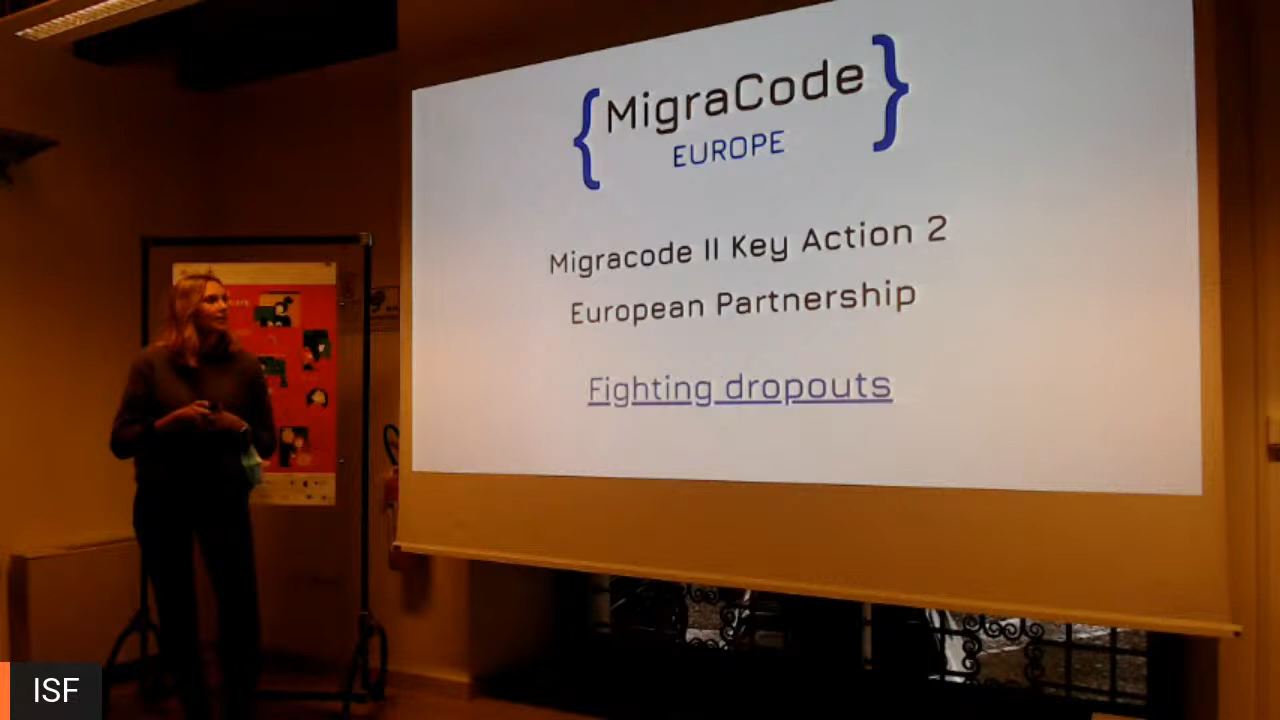 {MigraCode}
EUROPE
Migracode II Key Action 2
European Partnership
Fighting dropouts
ISF